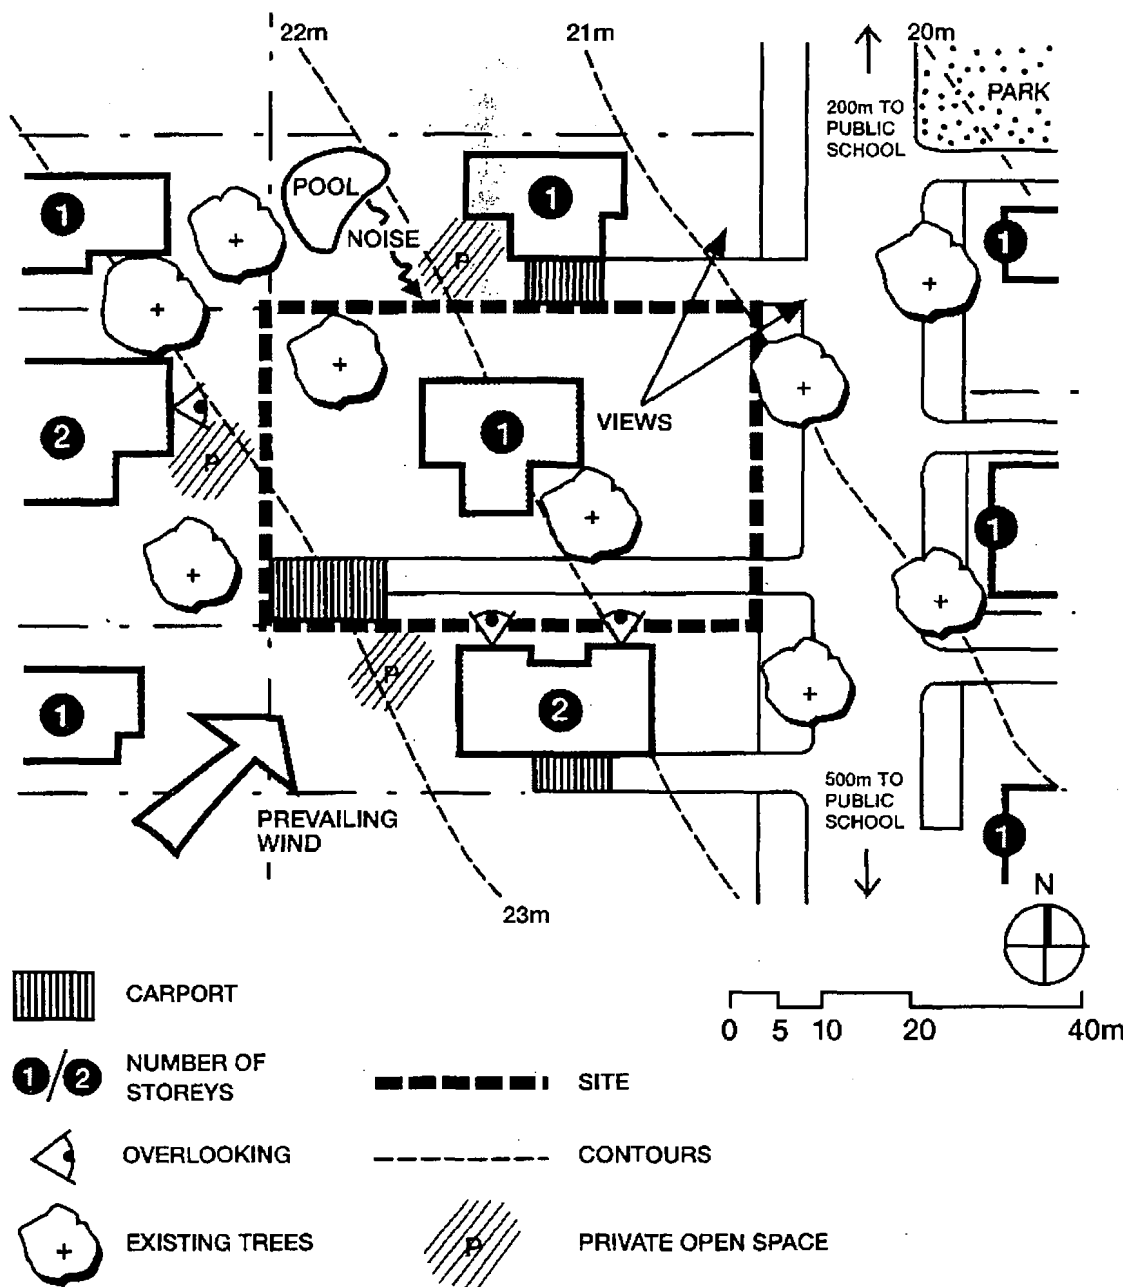 22m
21m
20m
PARK
200m TO
PUBLIC
SCHOOL
1
POOL
1
NOISE
P
1
2
P
1
VIEWS
1
1
P
2
PREVAILING
WIND
500m TO
PUBLIC
SCHOOL
1
23m
N
CARPORT
0 5 10 20 40m
1/2 NUMBER OF
STOREYS
SITE
OVERLOOKING
CONTOURS
EXISTING TREES
P
PRIVATE OPEN SPACE